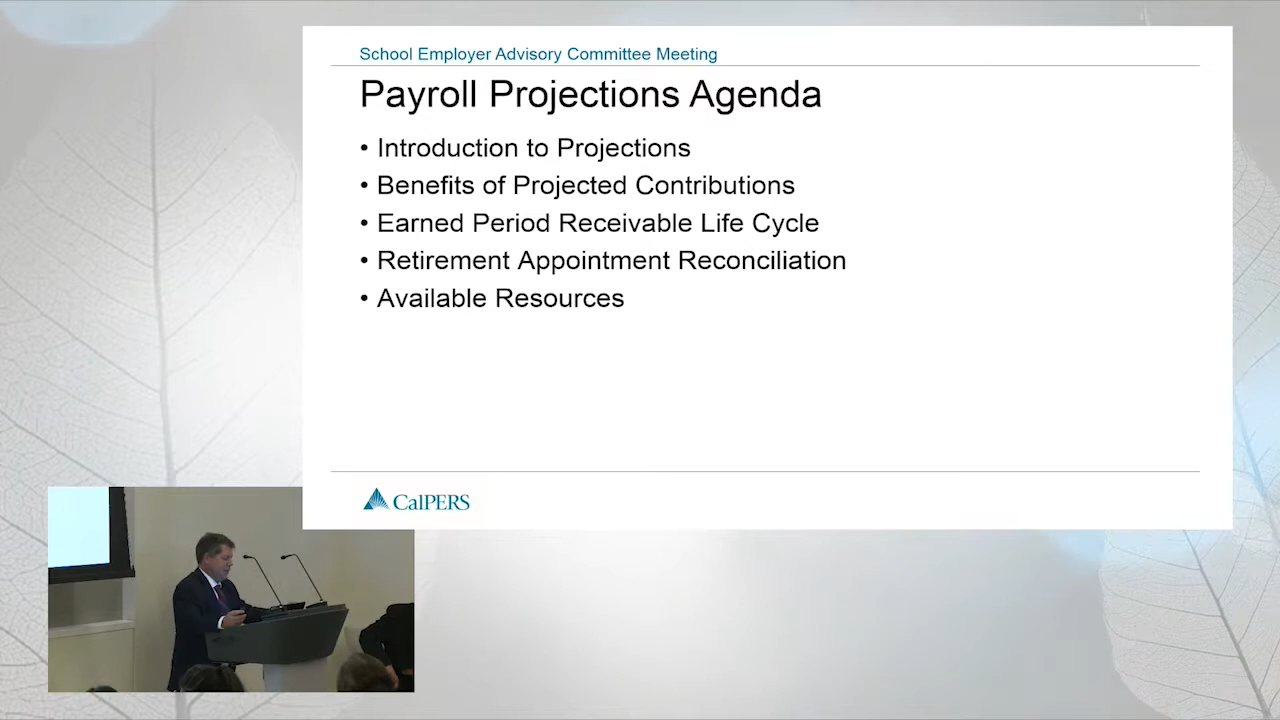 School Employer Advisory Committee Meeting
Payroll Projections Agenda
• Introduction to Projections
• Benefits of Projected Contributions
• Earned Period Receivable Life Cycle
• Retirement Appointment Reconciliation
• Available Resources
CalPERS